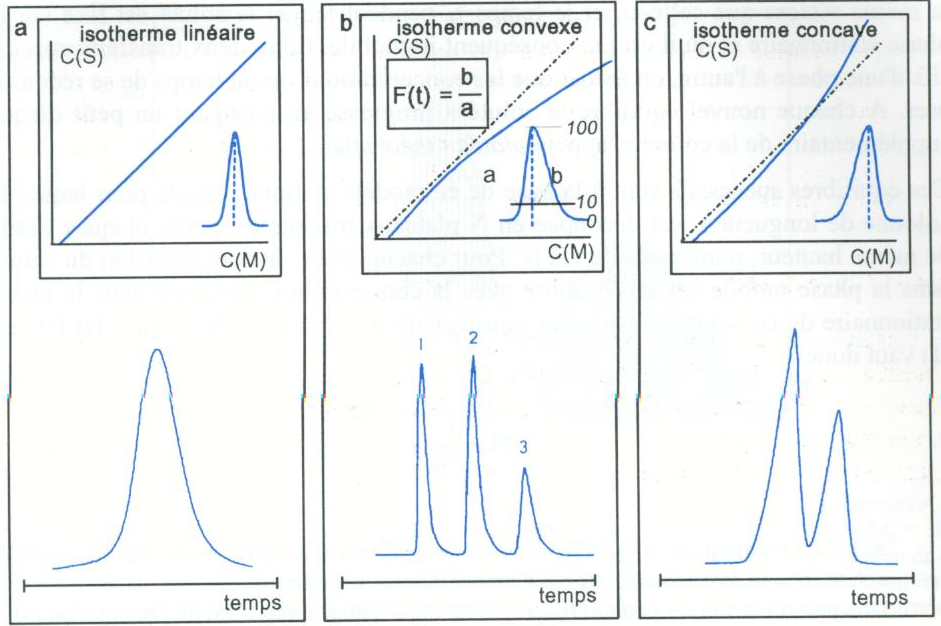 a
isotherme linéaire
C(S)
C(M)
temps
b
isotherme convexe
C(S)
F(t) = b
a
100
a
b
10
0
C(M)
1
2
3
temps
c
isotherme concave
C(S)
C(M)
temps